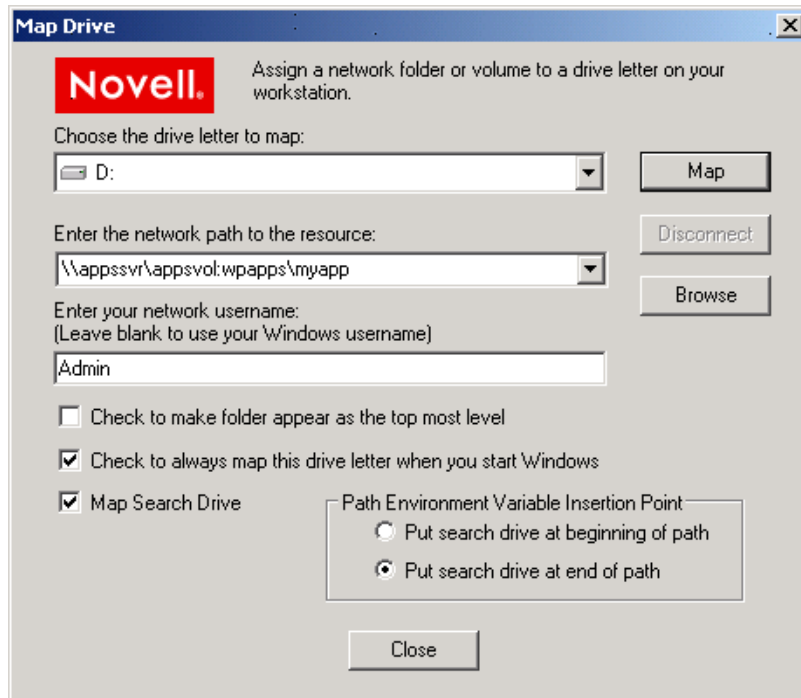 Map Drive
Novell.
Assign a network folder or volume to a drive letter on your
workstation.
Choose the drive letter to map:
D:
Map
Enter the network path to the resource:
Disconnect
\\appssvr\appsvol:wpapps\myapp
Browse
Enter your network username:
(Leave blank to use your Windows username)
Admin
Check to make folder appear as the top most level
Check to always map this drive letter when you start Windows
Map Search Drive
Path Environment Variable Insertion Point
Put search drive at beginning of path
Put search drive at end of path
Close